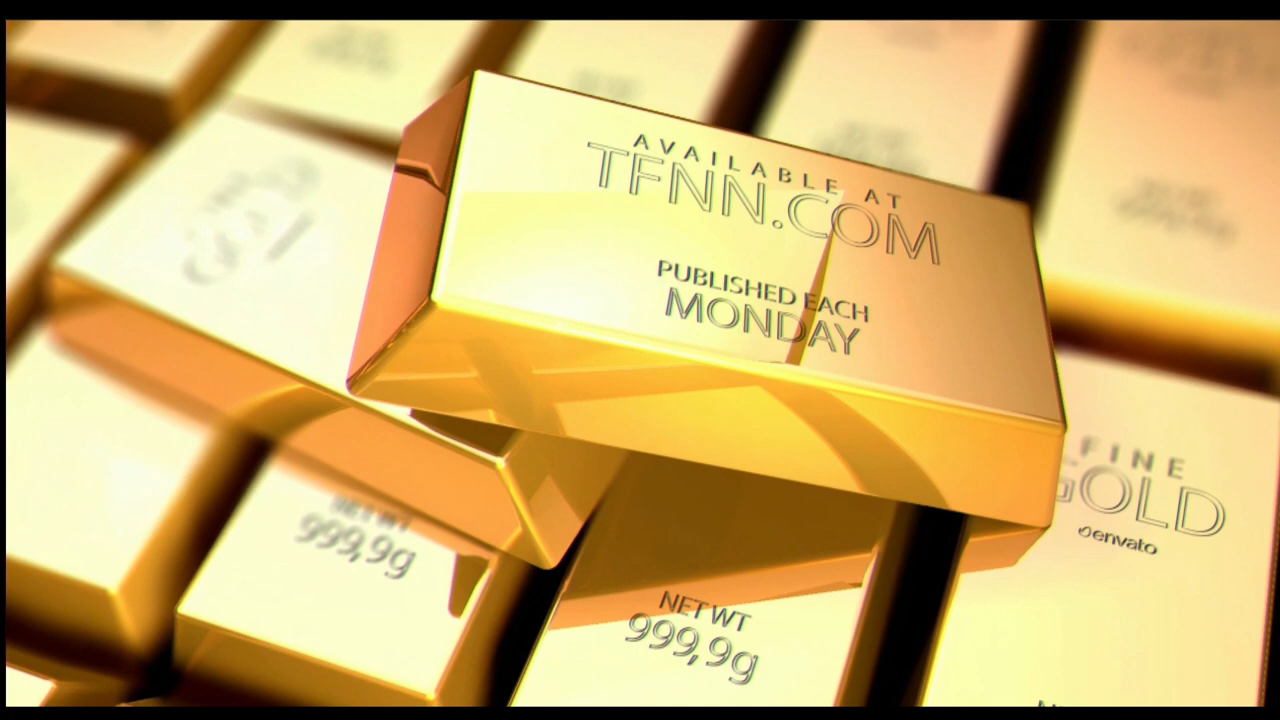 AVAILABLE AT
TFNN.COM
PUBLISHED EACH
MONDAY
FINE
GOLD
envato
NET WT
999,9g
NET WT
999,9g